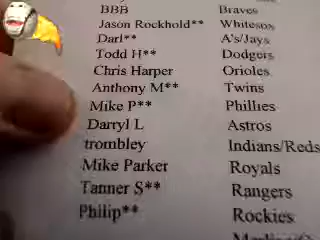 BBB Braves
Jason Rockhold** Whitesox
Darl** A's/Jays
Todd H** Dodgers
Chris Harper Orioles
Anthony M** Twins
Mike P** Phillies
Darryl L Astros
trombley Indians/Reds
Mike Parker Royals
Tanner S** Rangers
Philip** Rockies